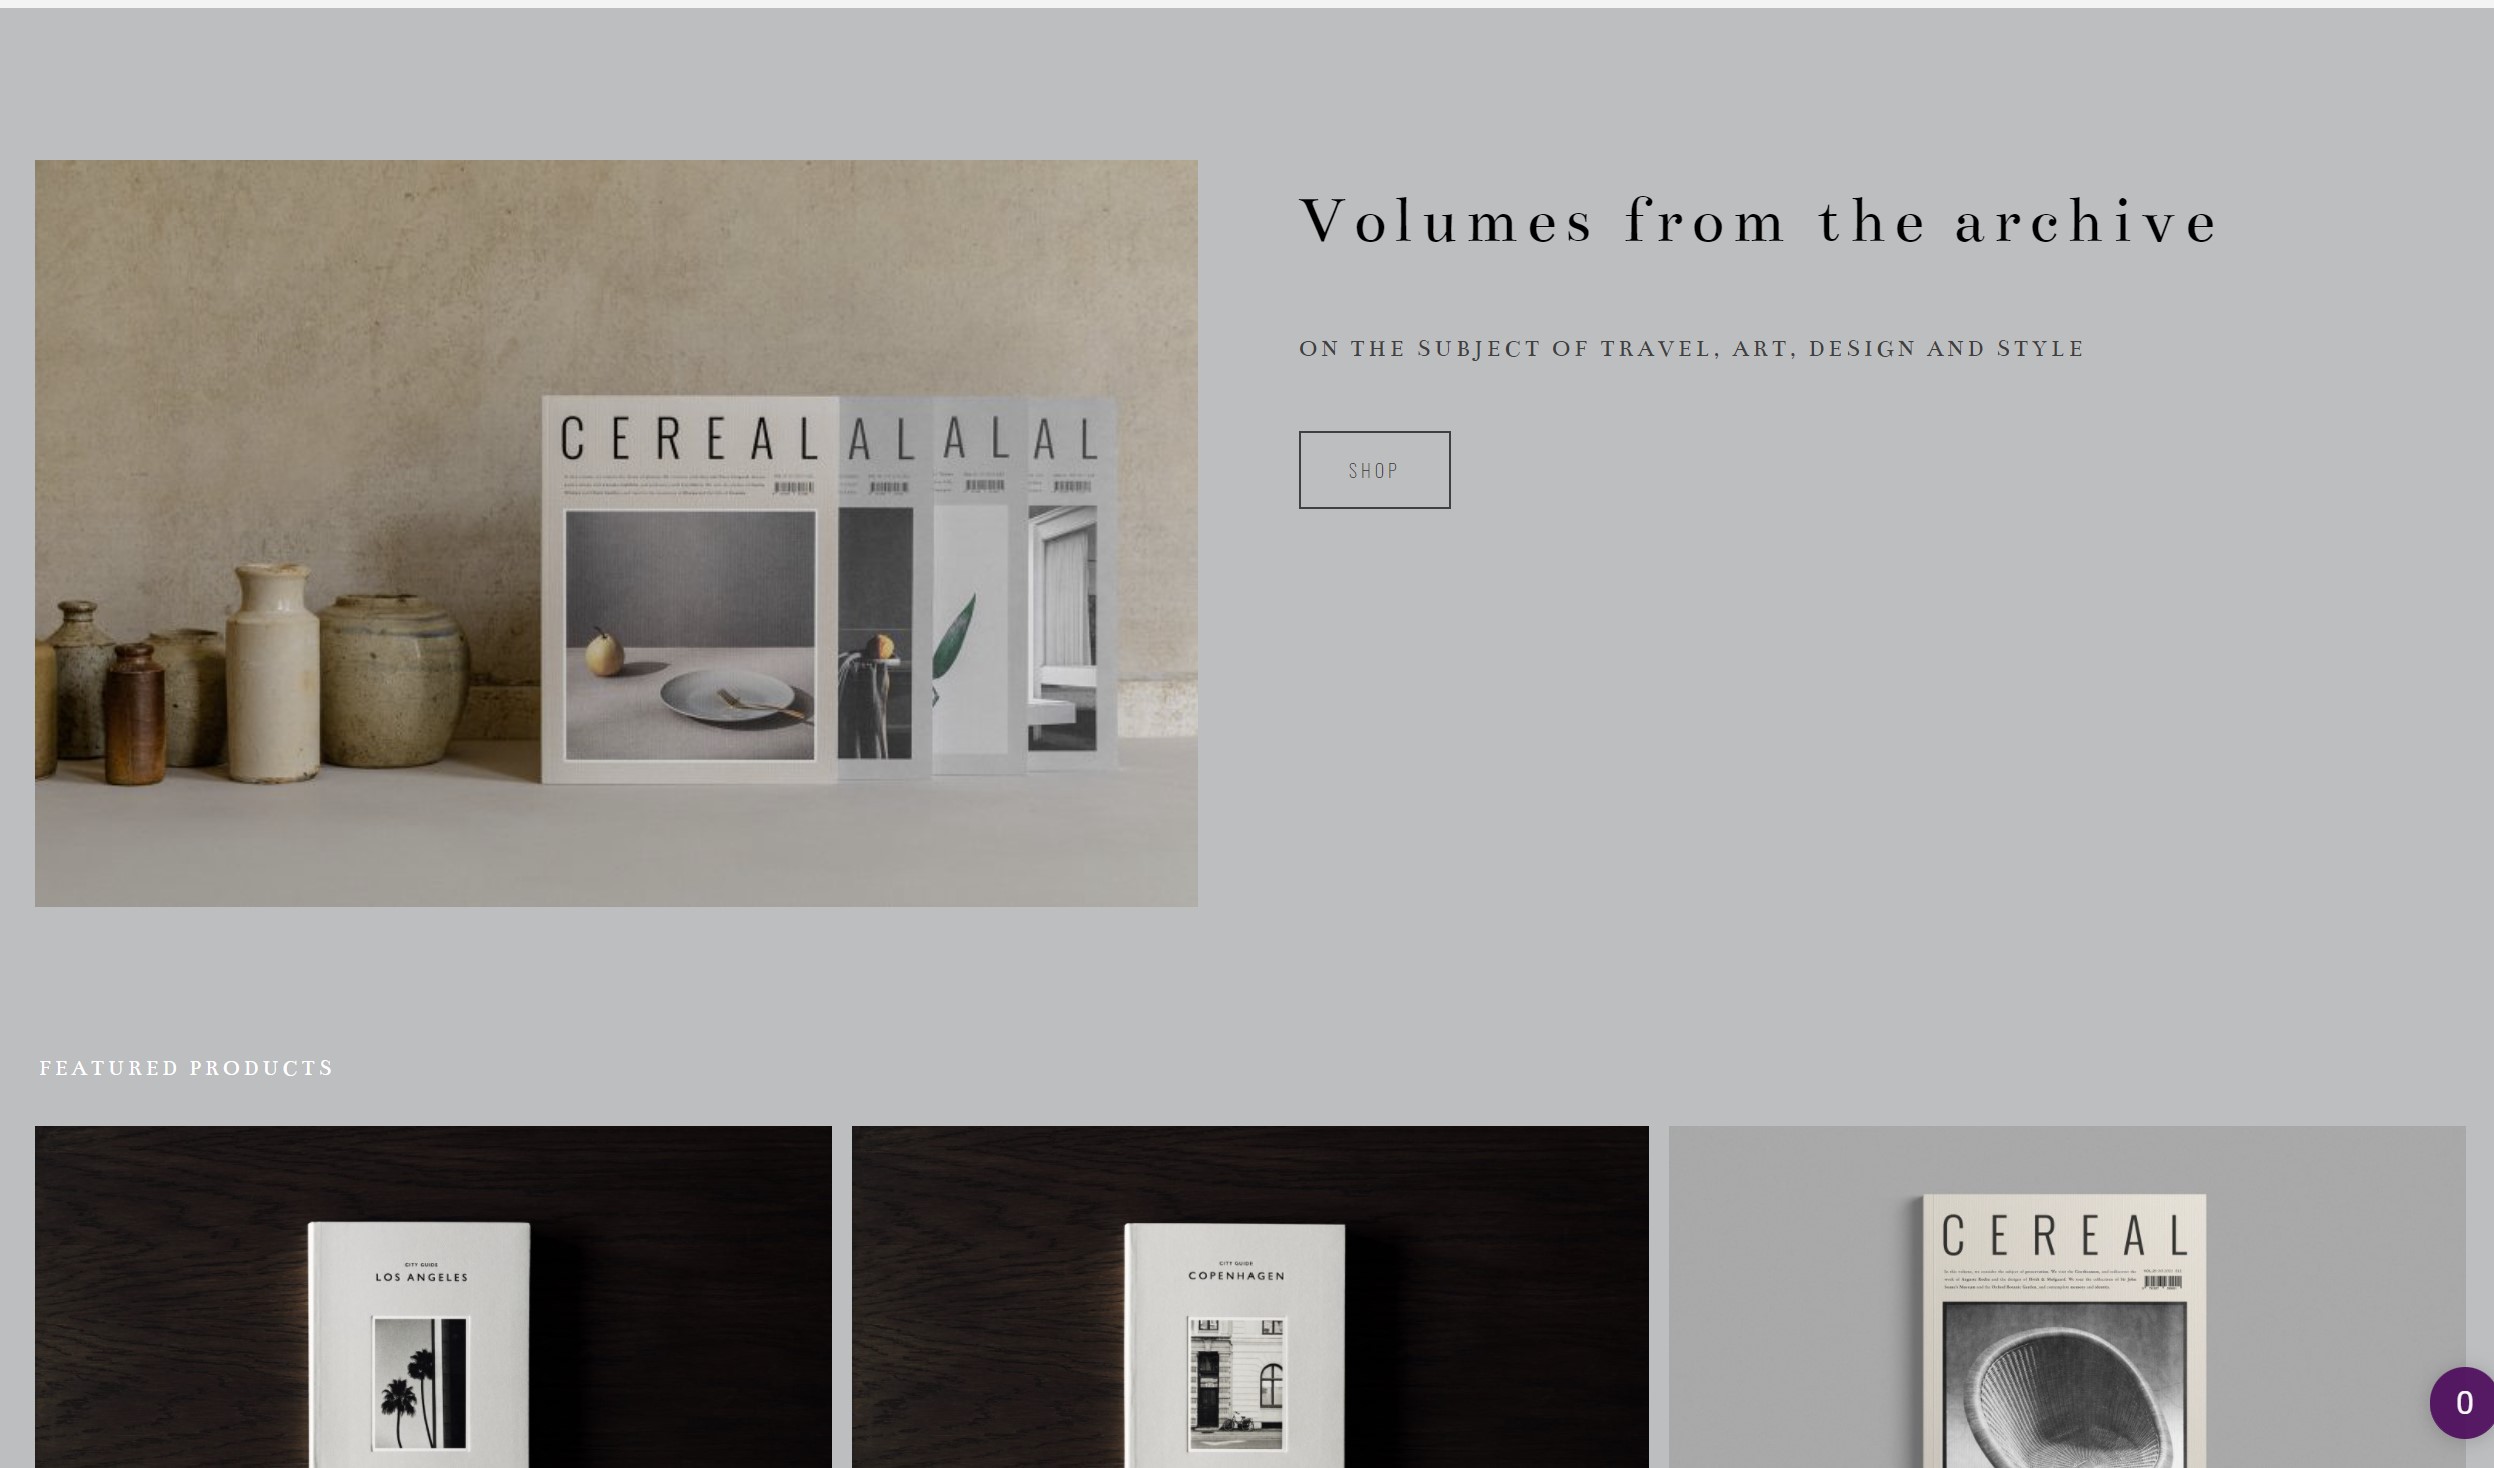 Volumes from the archive
ON THE SUBJECT OF TRAVEL, ART, DESIGN AND STYLE
SHOP
CEREAL
AL
AL
AL
FEATURED PRODUCTS
CITY GUIDE
LOS ANGELES
CITY GUIDE
COPENHAGEN
CEREAL
0